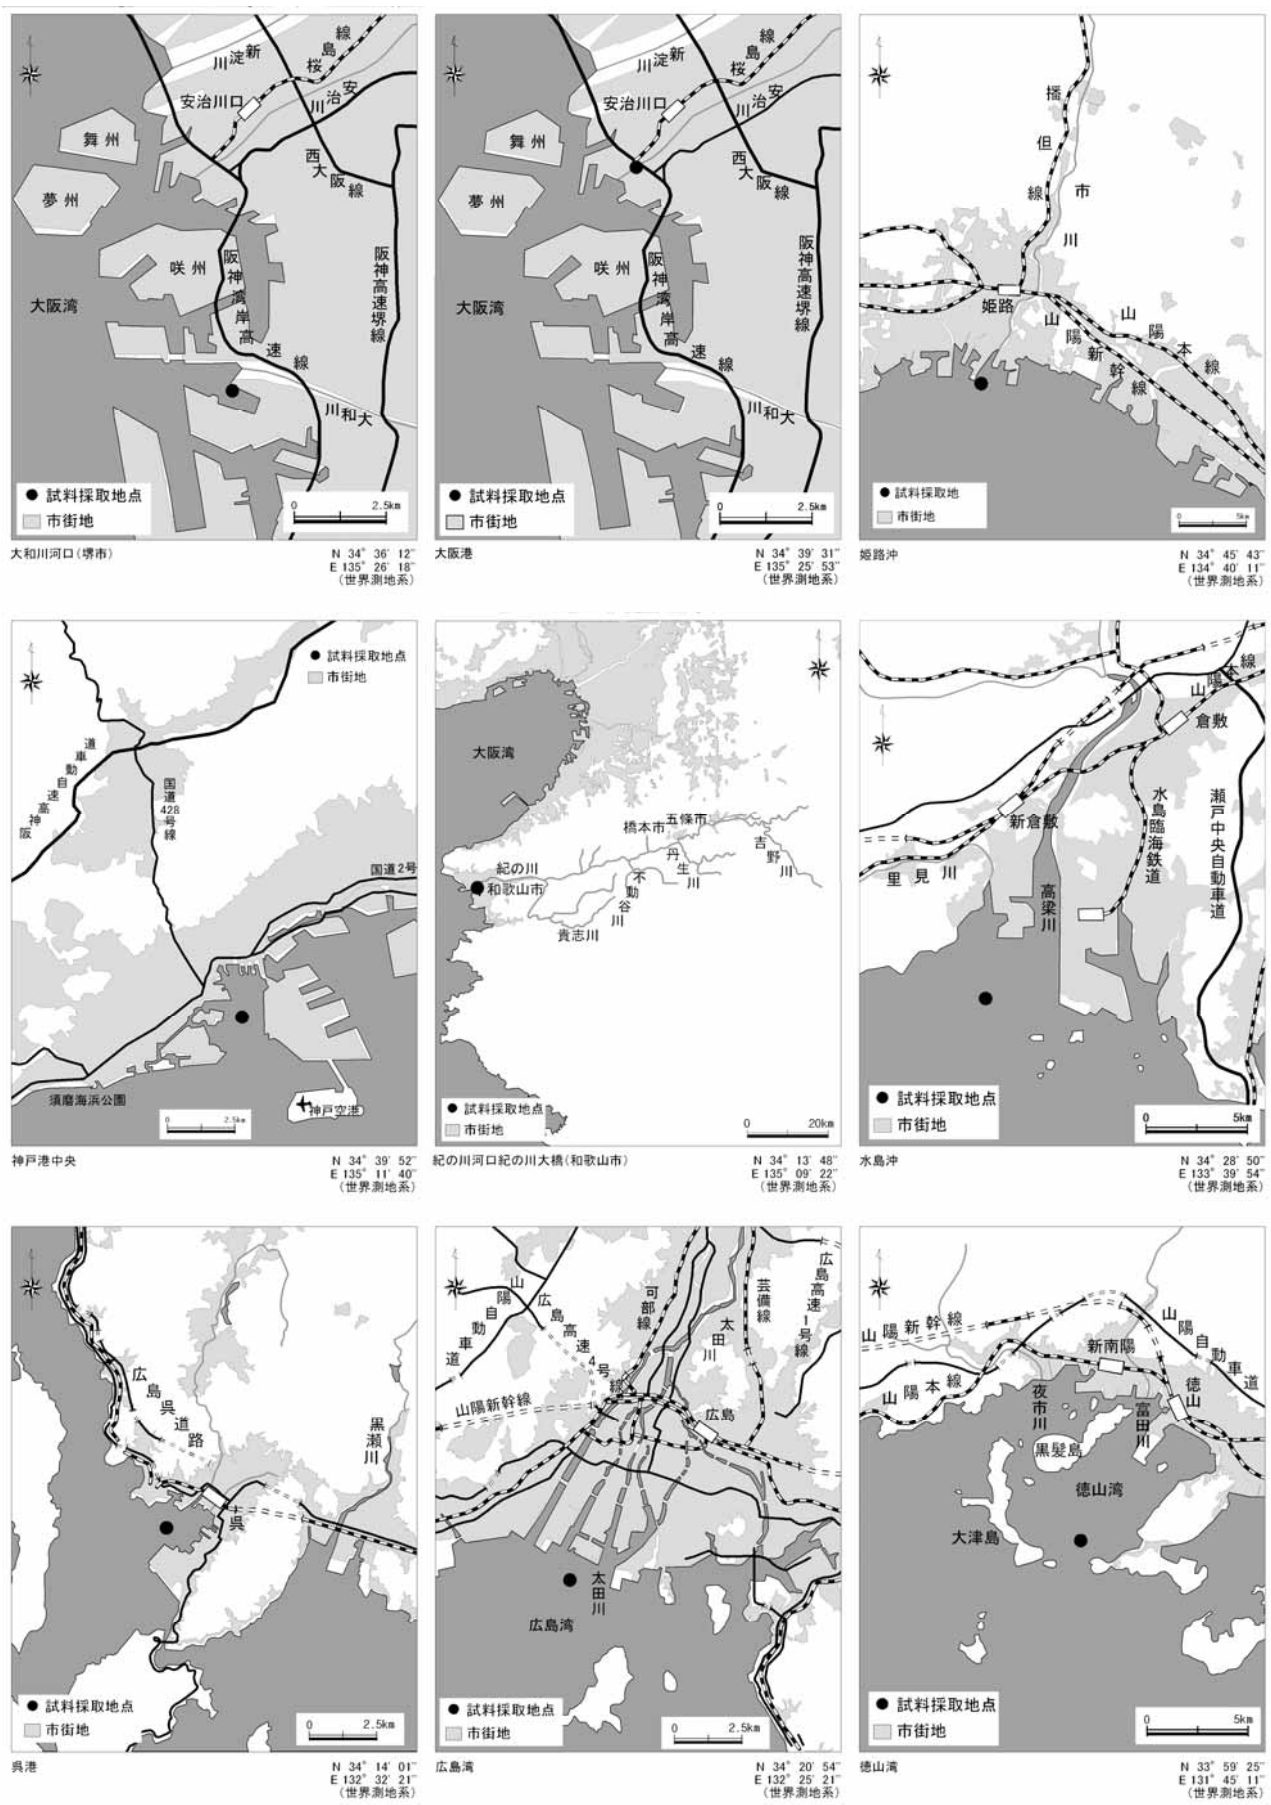 新淀川
桜島線
安治川口
安治川
舞州
西大阪線
夢州
咲州
阪神湾岸高速線
阪神高速堺線
大阪湾
大和川
● 試料採取地点
市街地
0 2.5km
大和川河口(堺市)
N 34° 36′ 12″
E 135° 26′ 18″
(世界測地系)
新淀川
桜島線
安治川口
安治川
舞州
西大阪線
夢州
咲州
阪神湾岸高速線
阪神高速堺線
大阪湾
大和川
● 試料採取地点
市街地
0 2.5km
大阪港
N 34° 39′ 31″
E 135° 25′ 53″
(世界測地系)
播但線
市川
姫路
山陽本線
山陽新幹線
● 試料採取地
市街地
0 5km
姫路沖
N 34° 45′ 43″
E 134° 40′ 11″
(世界測地系)
● 試料採取地点
市街地
阪神高速自動車道
国道428号線
国道2号
須磨海浜公園
神戸空港
0 2.5km
神戸港中央
N 34° 39′ 52″
E 135° 11′ 40″
(世界測地系)
大阪湾
橋本市
五條市
吉野川
丹生川
紀の川
和歌山市
不動谷川
貴志川
● 試料採取地点
市街地
0 20km
紀の川河口紀の川大橋(和歌山市)
N 34° 13′ 48″
E 135° 09′ 22″
(世界測地系)
山陽本線
倉敷
新倉敷
水島臨海鉄道
瀬戸中央自動車道
里見川
高梁川
● 試料採取地点
市街地
0 5km
水島沖
N 34° 28′ 50″
E 133° 39′ 54″
(世界測地系)
広島呉道路
黒瀬川
呉
● 試料採取地点
市街地
0 2.5km
呉港
N 34° 14′ 01″
E 132° 32′ 21″
(世界測地系)
山陽自動車道
広島高速4号線
可部線
太田川
芸備線
広島高速1号線
山陽新幹線
広島
太田川
広島湾
● 試料採取地点
市街地
0 2.5km
広島湾
N 34° 20′ 54″
E 132° 25′ 21″
(世界測地系)
山陽新幹線
新南陽
山陽自動車道
山陽本線
夜市川
富田川
徳山
黒髪島
徳山湾
大津島
● 試料採取地点
市街地
0 5km
徳山湾
N 33° 59′ 25″
E 131° 45′ 11″
(世界測地系)